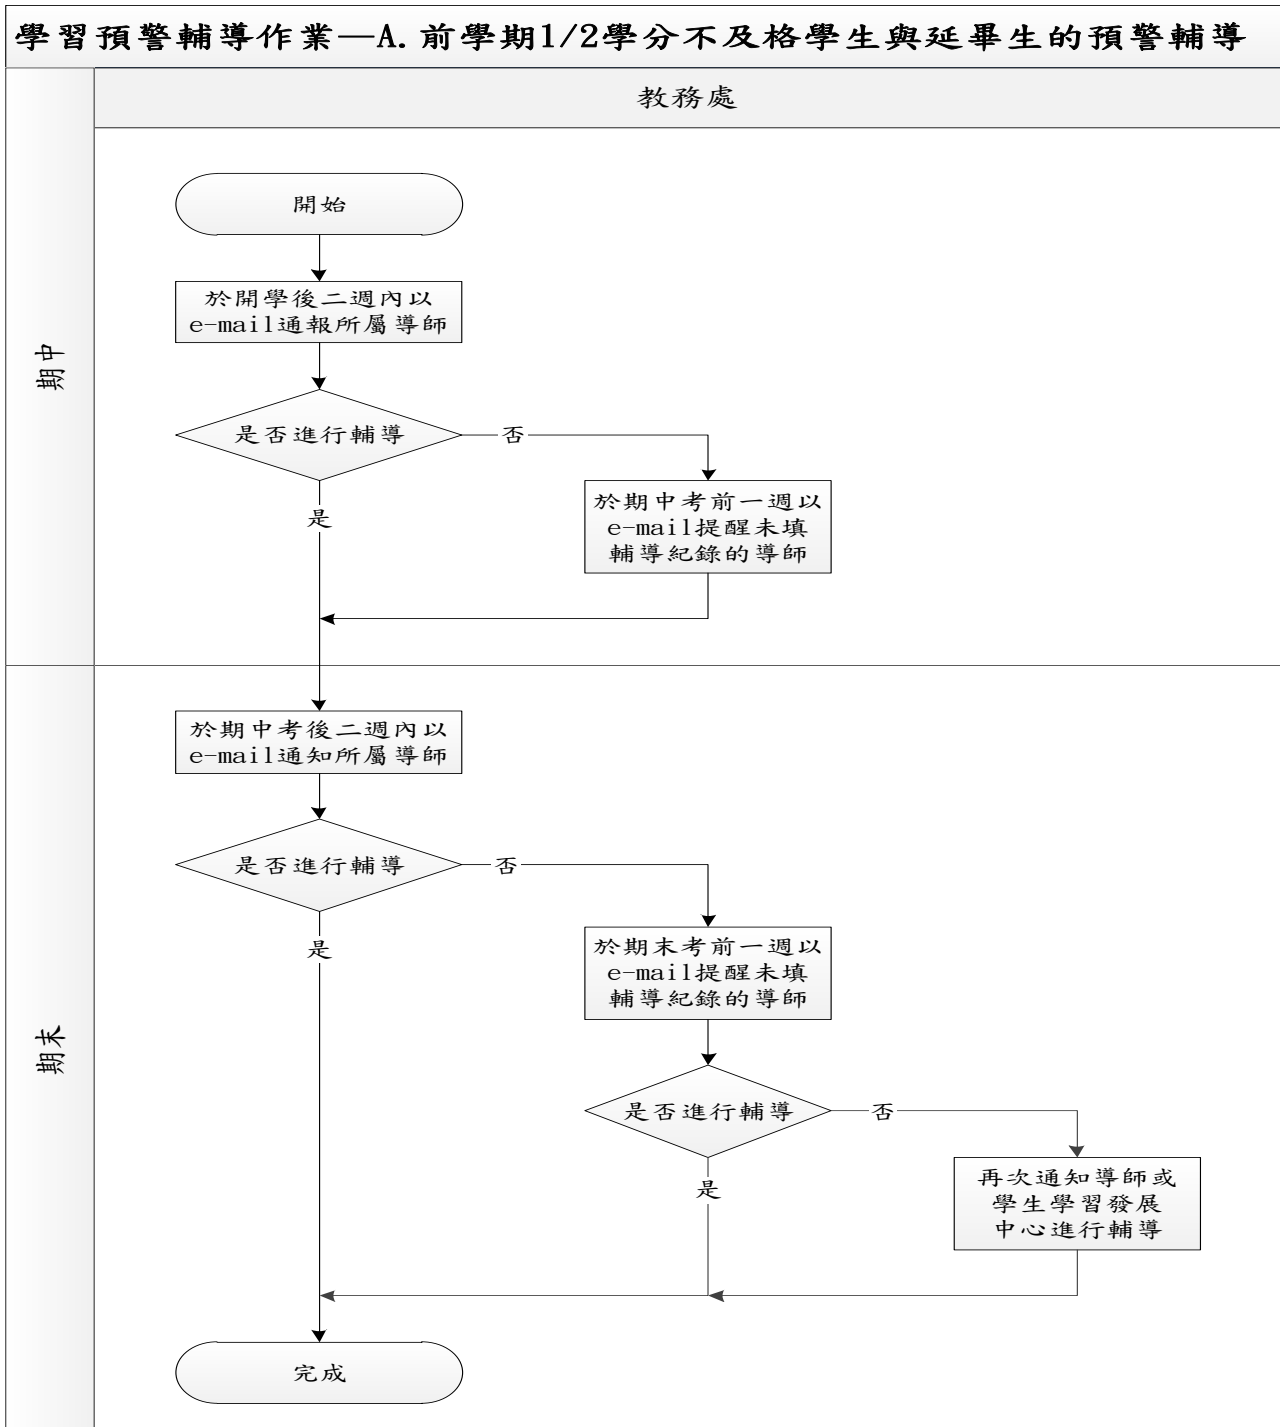 學習預警輔導作業—A.前學期1/2學分不及格學生與延畢生的預警輔導
教務處
期中
開始
於開學後二週內以
e-mail通報所屬導師
是否進行輔導
否
是
於期中考前一週以
e-mail提醒未填
輔導紀錄的導師
期末
於期中考後二週內以
e-mail通知所屬導師
是否進行輔導
否
是
於期末考前一週以
e-mail提醒未填
輔導紀錄的導師
是否進行輔導
否
是
再次通知導師或
學生學習發展
中心進行輔導
完成